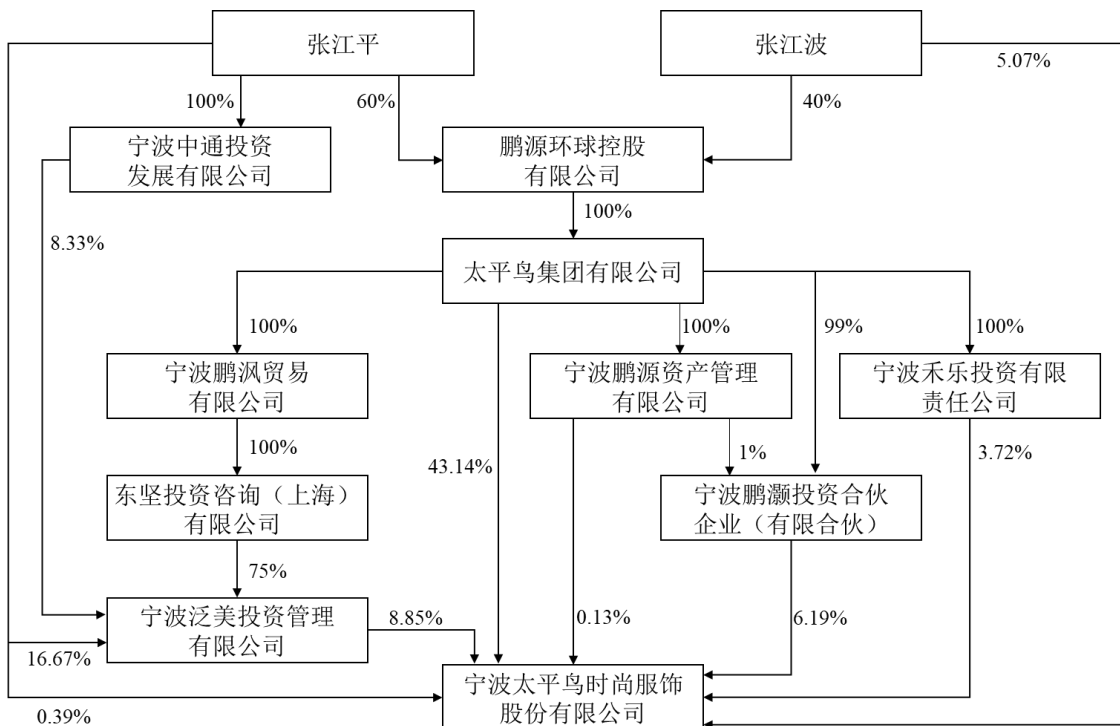 张江平
张江波
5.07%
100%
60%
40%
宁波中通投资
发展有限公司
鹏源环球控股
有限公司
100%
8.33%
太平鸟集团有限公司
100%
100%
99%
100%
宁波鹏沨贸易
有限公司
宁波鹏源资产管理
有限公司
宁波禾乐投资有限
责任公司
100%
43.14%
1%
3.72%
东坚投资咨询（上海）
有限公司
宁波鹏灏投资合伙
企业（有限合伙）
75%
宁波泛美投资管理
有限公司
8.85%
0.13%
6.19%
16.67%
宁波太平鸟时尚服饰
股份有限公司
0.39%